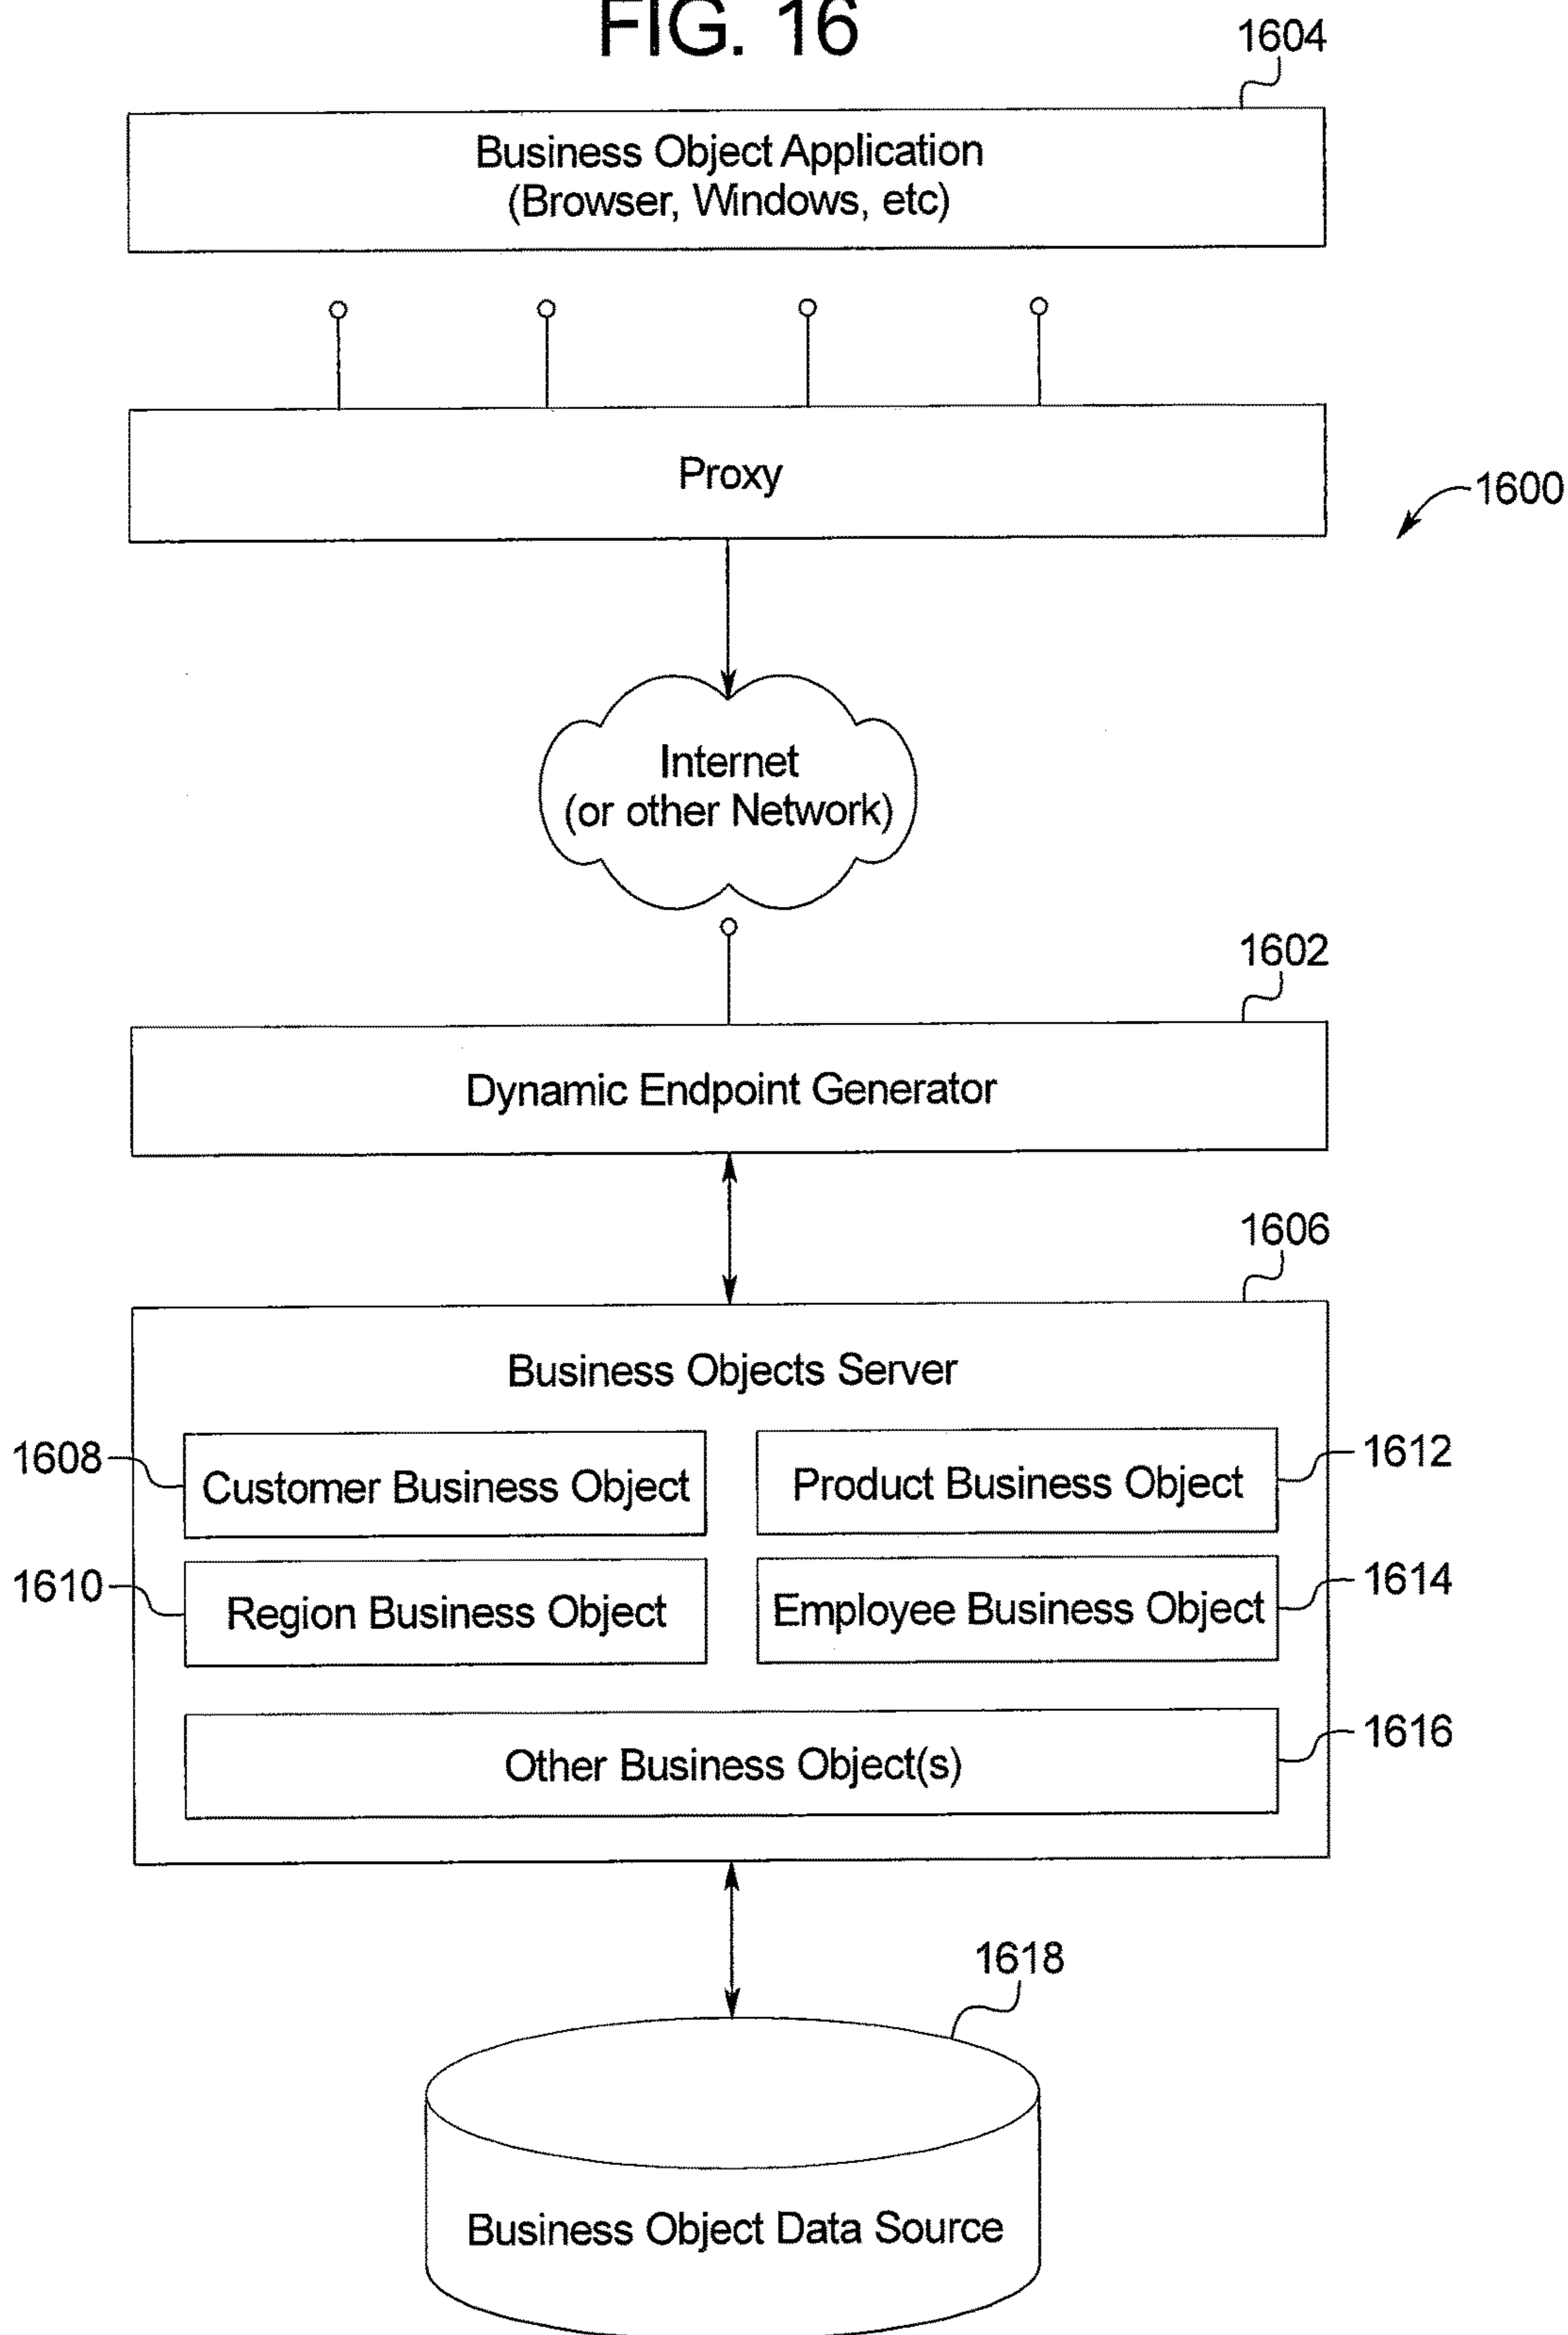 FIG. 16
1604
Business Object Application
(Browser, Windows, etc)
Proxy
1600
Internet
(or other Network)
1602
Dynamic Endpoint Generator
1606
Business Objects Server
1608
Customer Business Object
Product Business Object
1612
1610
Region Business Object
Employee Business Object
1614
Other Business Object(s)
1616
1618
Business Object Data Source